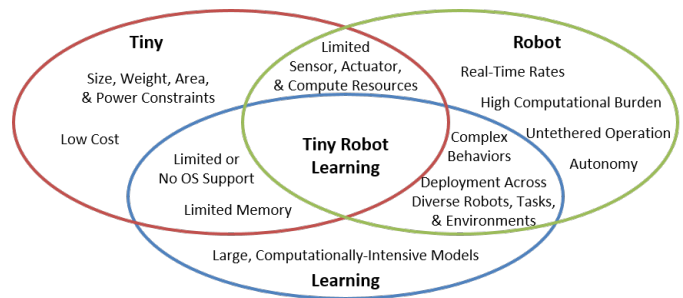 Tiny
Robot
Limited
Sensor, Actuator,
& Compute Resources
Size, Weight, Area,
& Power Constraints
Low Cost
Real-Time Rates
High Computational Burden
Untethered Operation
Autonomy
Tiny Robot
Learning
Limited or
No OS Support
Limited Memory
Complex
Behaviors
Deployment Across
Diverse Robots, Tasks,
& Environments
Large, Computationally-Intensive Models
Learning